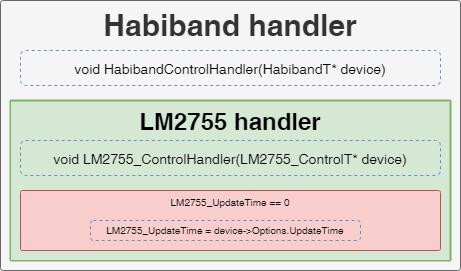 Habiband handler
void HabibandControlHandler(HabibandT* device)
LM2755 handler
void LM2755_ControlHandler(LM2755_ControlT* device)
LM2755_UpdateTime == 0
LM2755_UpdateTime = device->Options.UpdateTime